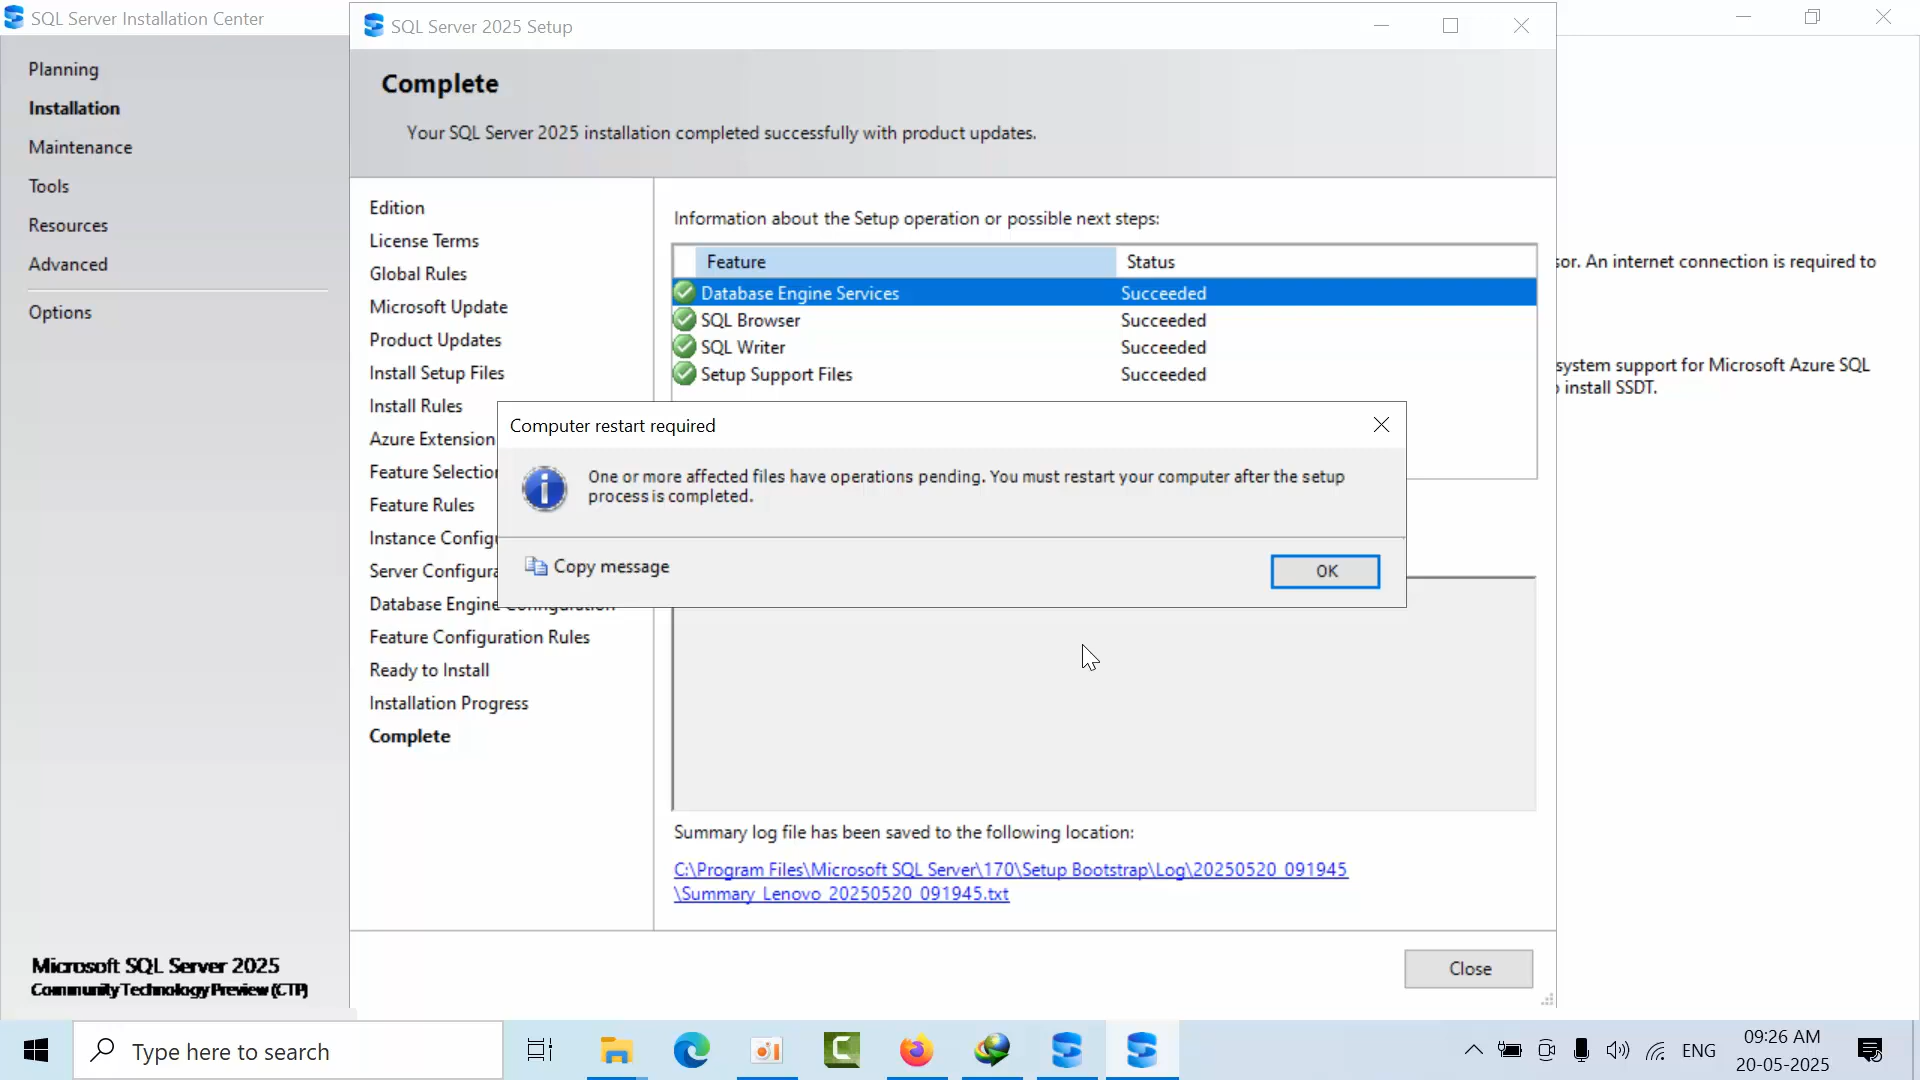 SQL Server Installation Center
Planning
Installation
Maintenance
Tools
Resources
Advanced
Options
Microsoft SQL Server 2025
Community Technology Preview (CTP)
SQL Server 2025 Setup
Complete
Your SQL Server 2025 installation completed successfully with product updates.
Edition
License Terms
Global Rules
Microsoft Update
Product Updates
Install Setup Files
Install Rules
Azure Extension
Feature Selection
Feature Rules
Instance Configu
Server Configura
Database Engine Configuration
Feature Configuration Rules
Ready to Install
Installation Progress
Complete
Information about the Setup operation or possible next steps:
Feature Status
Database Engine Services Succeeded
SQL Browser Succeeded
SQL Writer Succeeded
Setup Support Files Succeeded
Computer restart required
One or more affected files have operations pending. You must restart your computer after the setup
process is completed.
Copy message
OK
Summary log file has been saved to the following location:
C:\Program Files\Microsoft SQL Server\170\Setup Bootstrap\Log\20250520_091945
\Summary_Lenovo_20250520_091945.txt
Close
sor. An internet connection is required to
system support for Microsoft Azure SQL
o install SSDT.
Type here to search
ENG
09:26 AM
20-05-2025